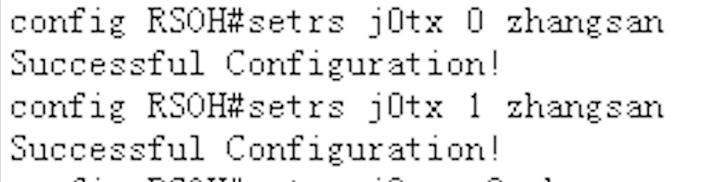 config RSOH#setrs j0tx 0 zhangsan
Successful Configuration!
config RSOH#setrs j0tx 1 zhangsan
Successful Configuration!